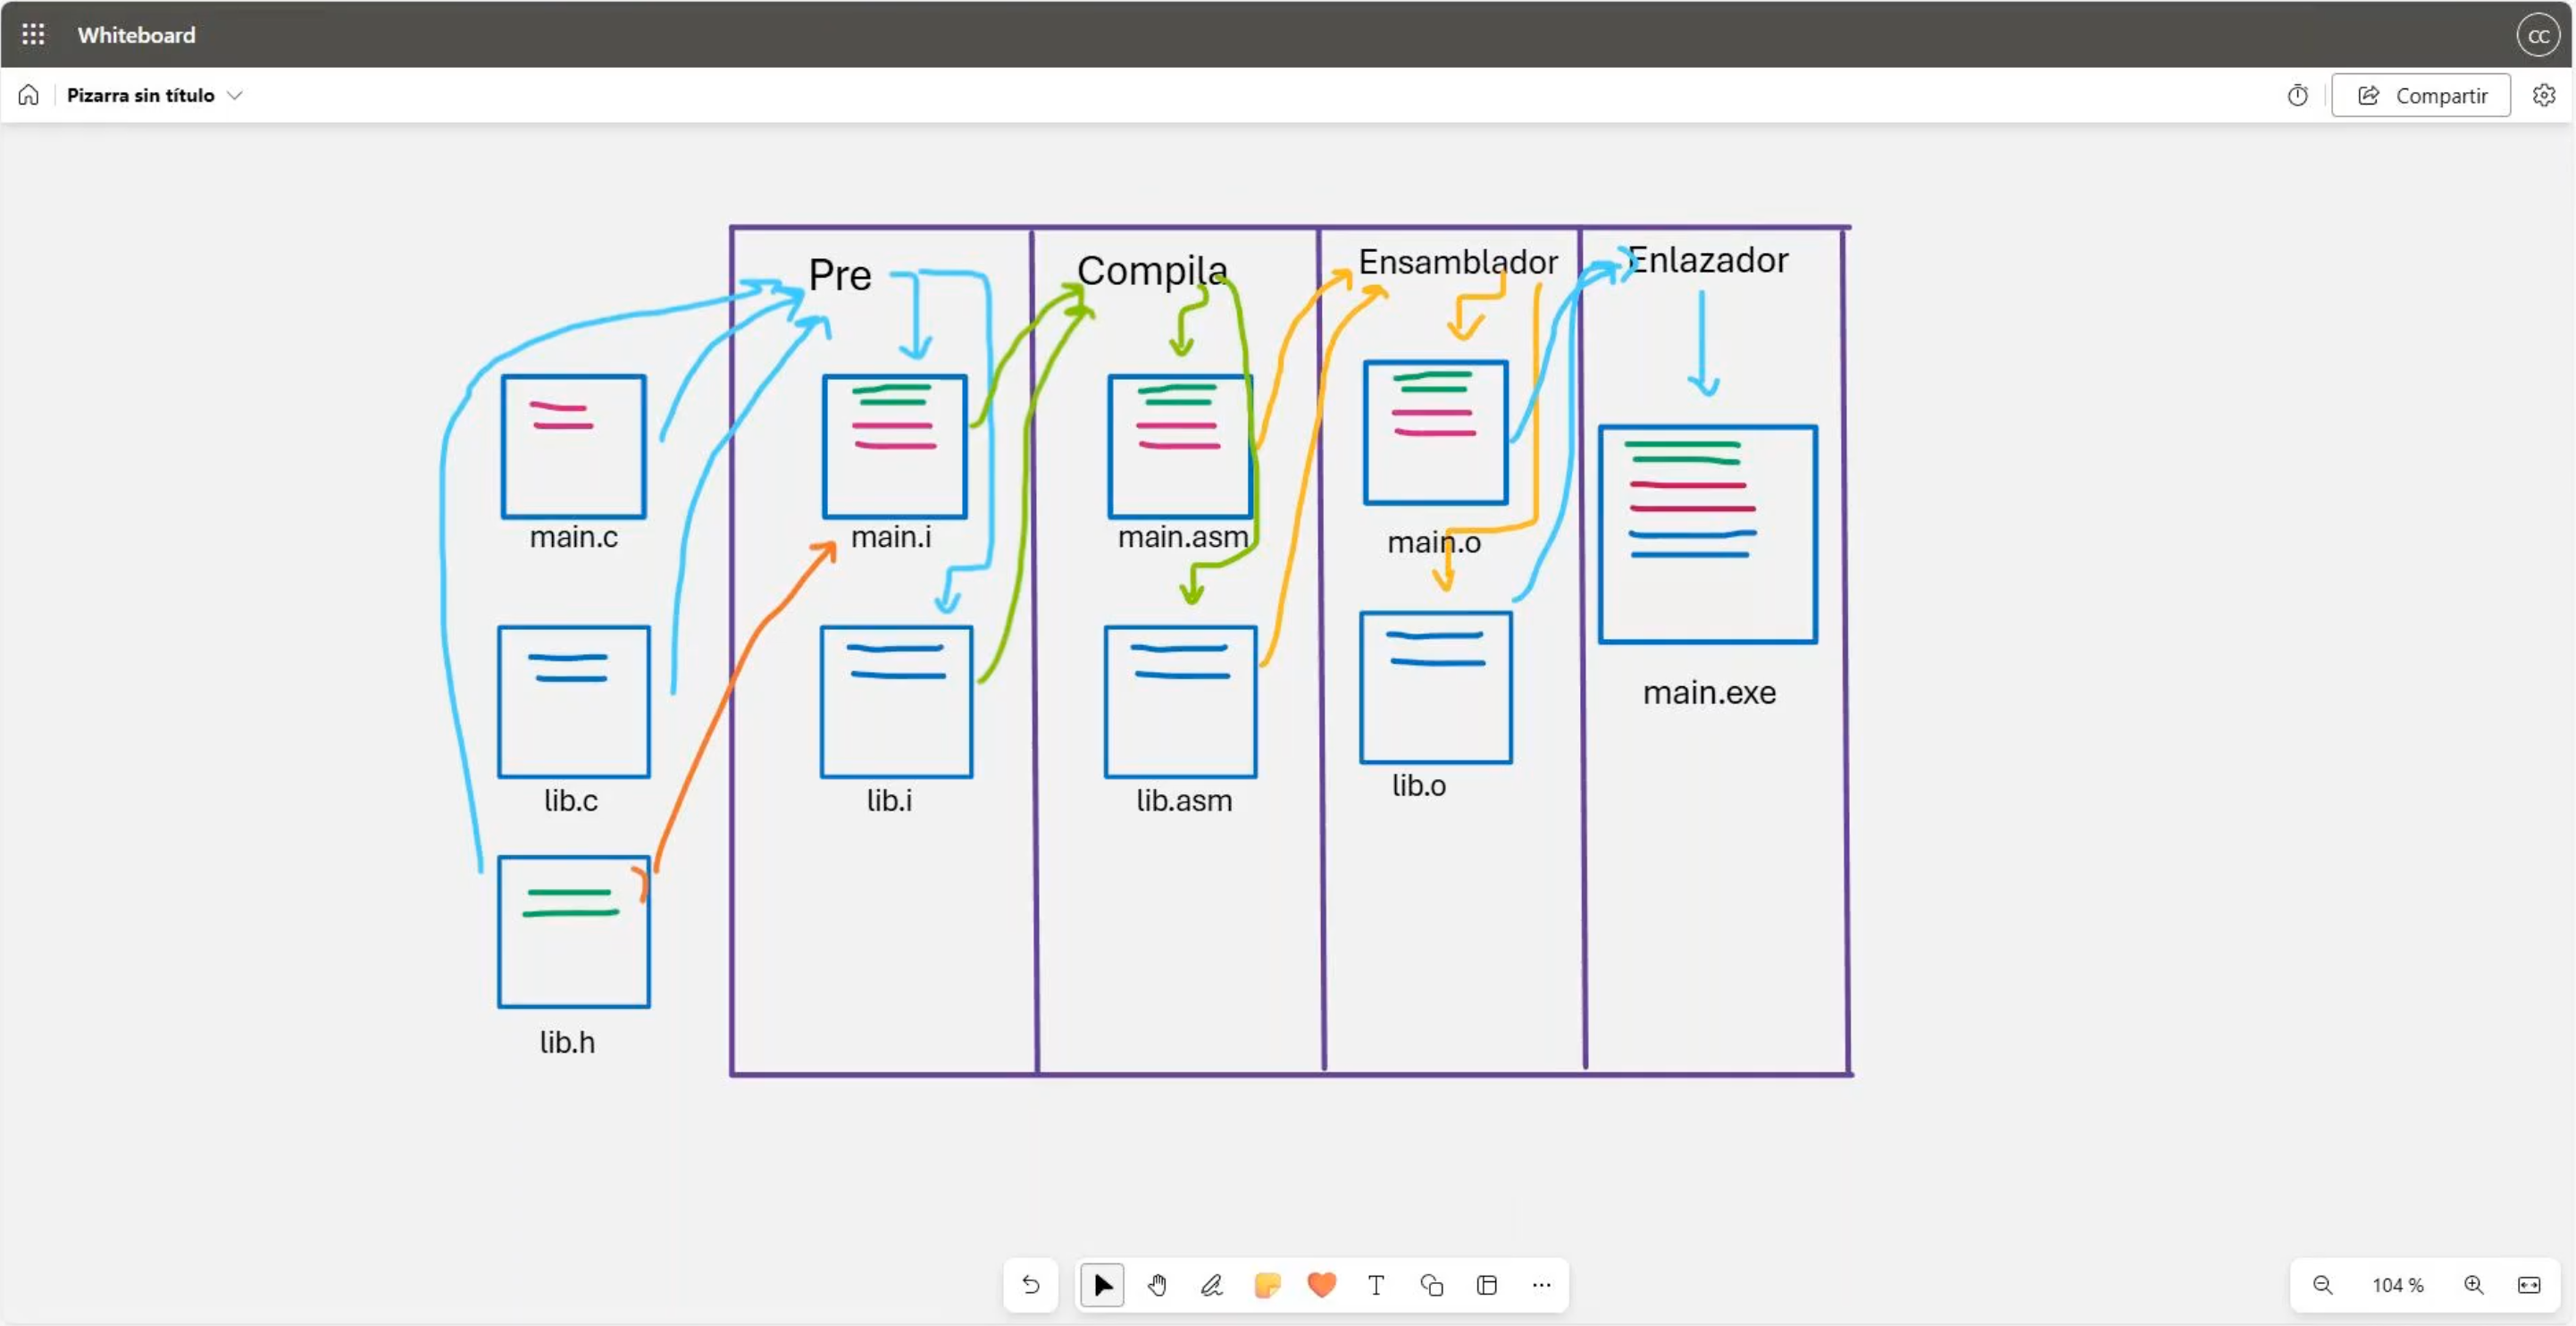 Whiteboard
CC
Pizarra sin título
Compartir
Pre
Compila
Ensamblador
Enlazador
main.c
main.i
main.asm
main.o
main.exe
lib.c
lib.i
lib.asm
lib.o
lib.h
104 %